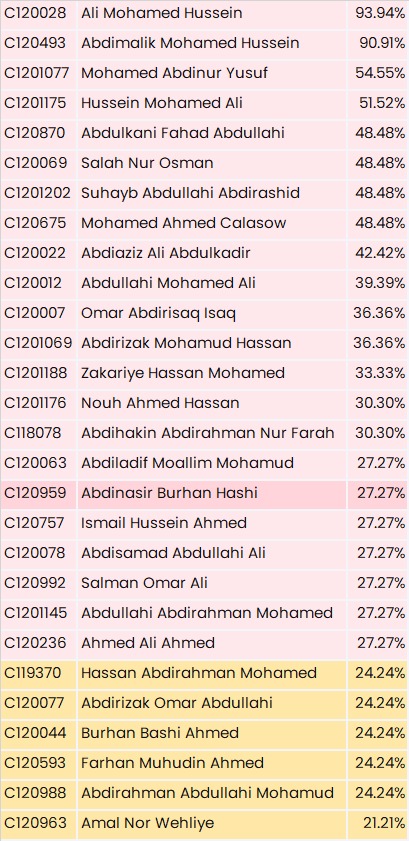 C120028 Ali Mohamed Hussein 93.94%
C120493 Abdimalik Mohamed Hussein 90.91%
C1201077 Mohamed Abdinur Yusuf 54.55%
C1201175 Hussein Mohamed Ali 51.52%
C120870 Abdulkani Fahad Abdullahi 48.48%
C120069 Salah Nur Osman 48.48%
C1201202 Suhayb Abdullahi Abdirashid 48.48%
C120675 Mohamed Ahmed Calasow 48.48%
C120022 Abdiaziz Ali Abdulkadir 42.42%
C120012 Abdullahi Mohamed Ali 39.39%
C120007 Omar Abdirisaq Isaq 36.36%
C1201069 Abdirizak Mohamud Hassan 36.36%
C1201188 Zakariye Hassan Mohamed 33.33%
C1201176 Nouh Ahmed Hassan 30.30%
C118078 Abdihakin Abdirahman Nur Farah 30.30%
C120063 Abdiladif Moallim Mohamud 27.27%
C120959 Abdinasir Burhan Hashi 27.27%
C120757 Ismail Hussein Ahmed 27.27%
C120078 Abdisamad Abdullahi Ali 27.27%
C120992 Salman Omar Ali 27.27%
C1201145 Abdullahi Abdirahman Mohamed 27.27%
C120236 Ahmed Ali Ahmed 27.27%
C119370 Hassan Abdirahman Mohamed 24.24%
C120077 Abdirizak Omar Abdullahi 24.24%
C120044 Burhan Bashi Ahmed 24.24%
C120593 Farhan Muhudin Ahmed 24.24%
C120988 Abdirahman Abdullahi Mohamud 24.24%
C120963 Amal Nor Wehliye 21.21%